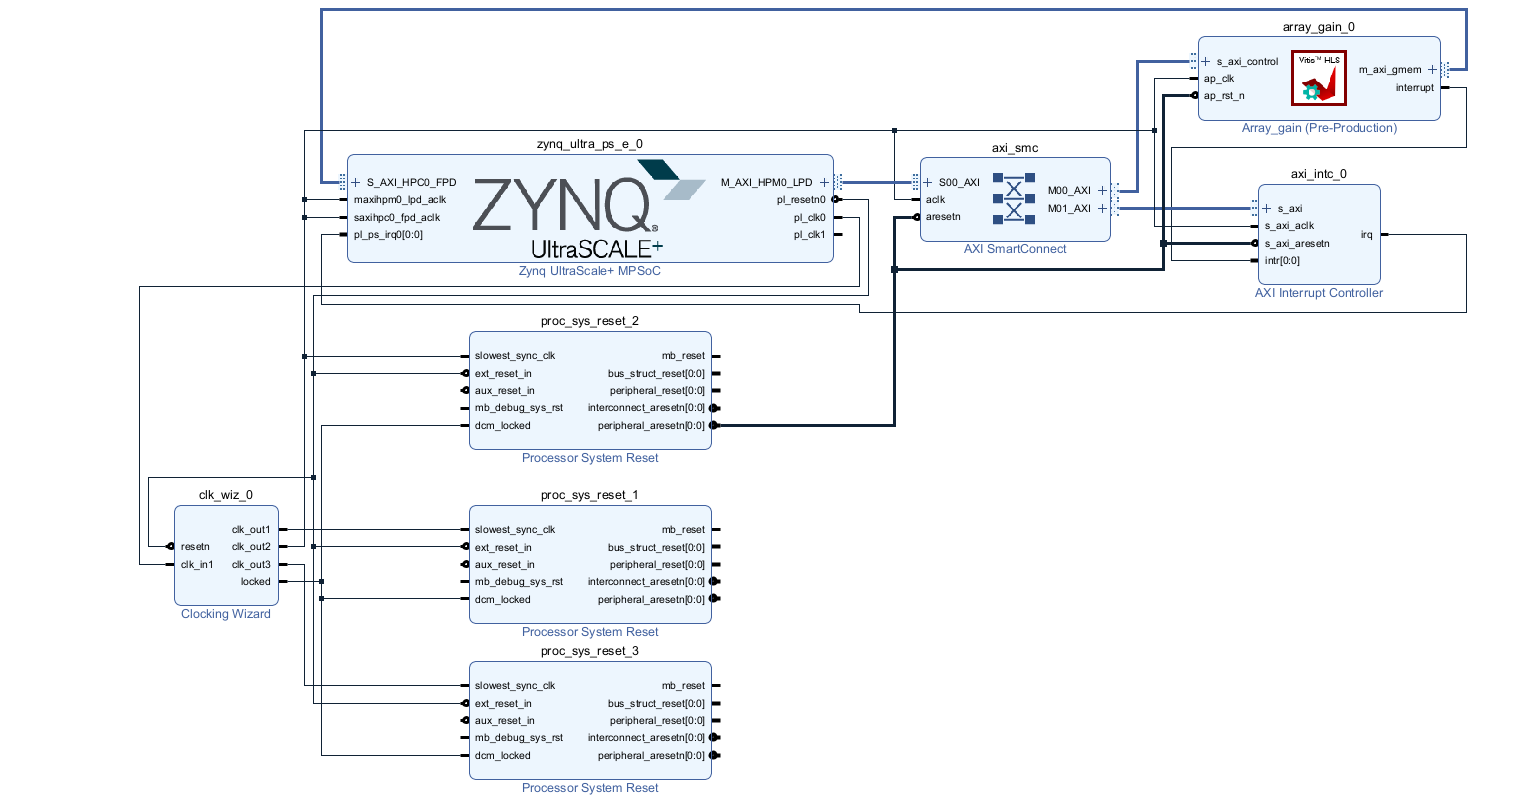 array_gain_0
s_axi_control
ap_clk
ap_rst_n
Vitis™ HLS
m_axi_gmem
interrupt
Array_gain (Pre-Production)
zynq_ultra_ps_e_0
S_AXI_HPC0_FPD
maxihpm0_lpd_aclk
saxihpc0_fpd_aclk
pl_ps_irq0[0:0]
ZYNQ®
UltraSCALE+
M_AXI_HPM0_LPD
pl_resetn0
pl_clk0
pl_clk1
Zynq UltraScale+ MPSoC
axi_smc
S00_AXI
aclk
aresetn
M00_AXI
M01_AXI
AXI SmartConnect
axi_intc_0
s_axi
s_axi_aclk
s_axi_aresetn
intr[0:0]
irq
AXI Interrupt Controller
proc_sys_reset_2
slowest_sync_clk
ext_reset_in
aux_reset_in
mb_debug_sys_rst
dcm_locked
mb_reset
bus_struct_reset[0:0]
peripheral_reset[0:0]
interconnect_aresetn[0:0]
peripheral_aresetn[0:0]
Processor System Reset
clk_wiz_0
resetn
clk_in1
clk_out1
clk_out2
clk_out3
locked
Clocking Wizard
proc_sys_reset_1
slowest_sync_clk
ext_reset_in
aux_reset_in
mb_debug_sys_rst
dcm_locked
mb_reset
bus_struct_reset[0:0]
peripheral_reset[0:0]
interconnect_aresetn[0:0]
peripheral_aresetn[0:0]
Processor System Reset
proc_sys_reset_3
slowest_sync_clk
ext_reset_in
aux_reset_in
mb_debug_sys_rst
dcm_locked
mb_reset
bus_struct_reset[0:0]
peripheral_reset[0:0]
interconnect_aresetn[0:0]
peripheral_aresetn[0:0]
Processor System Reset